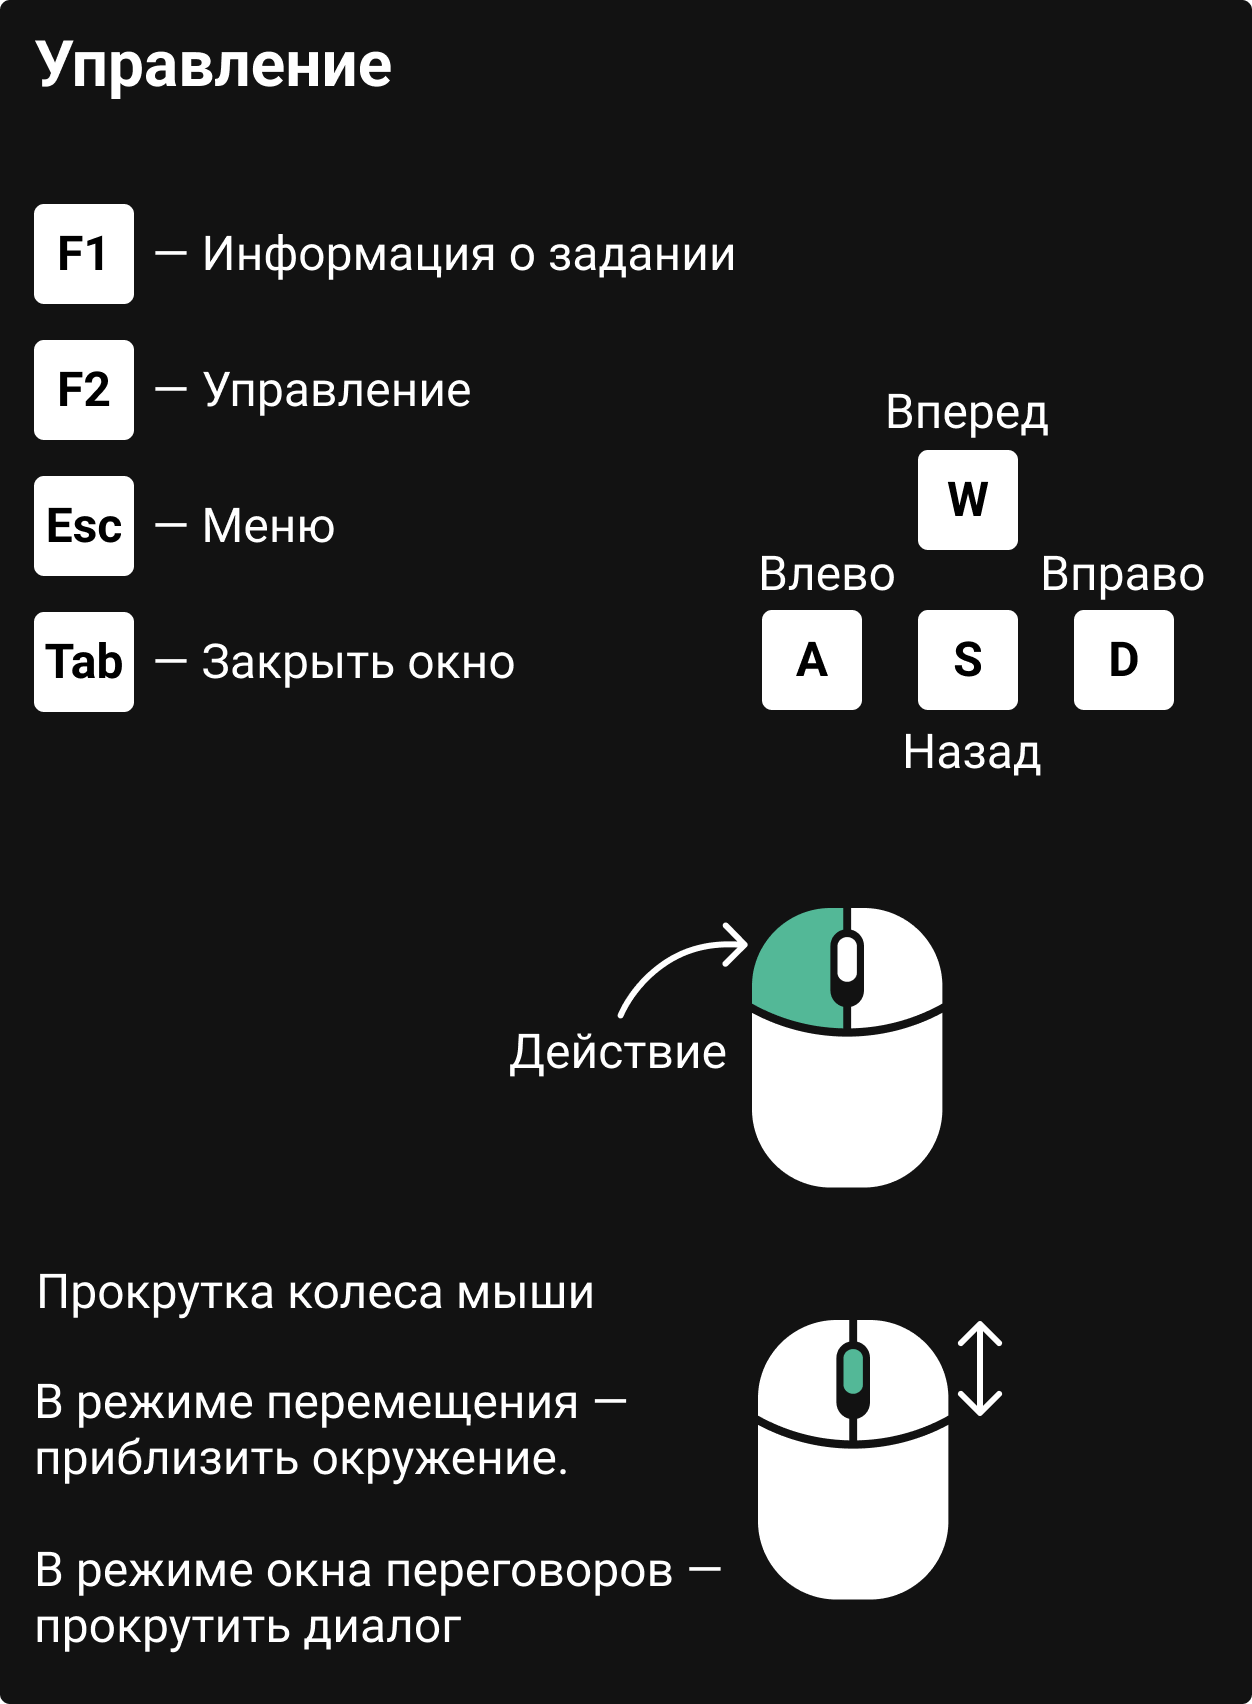 Управление
F1 — Информация о задании
F2 — Управление
Esc — Меню
Tab — Закрыть окно
Вперед
W
Влево Вправо
A S D
Назад
Действие
Прокрутка колеса мыши
В режиме перемещения —
приблизить окружение.
В режиме окна переговоров —
прокрутить диалог